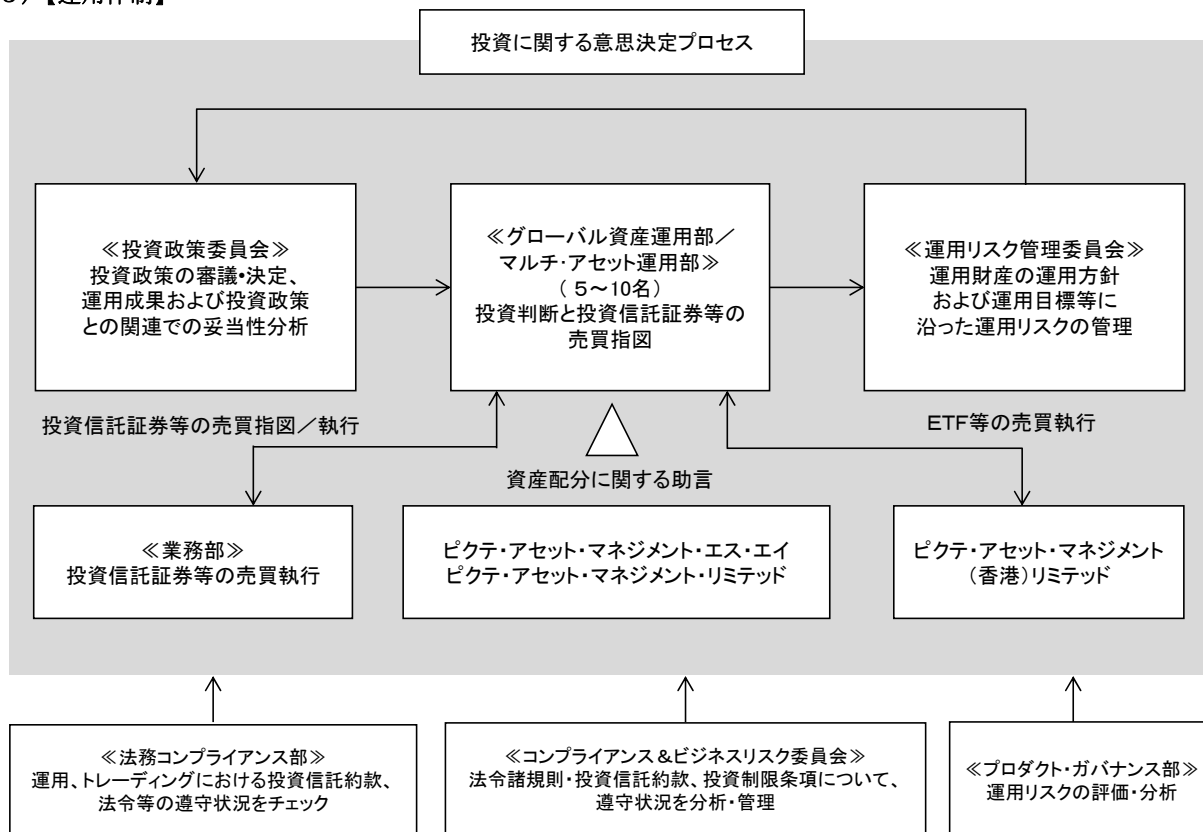 【運用体制】
投資に関する意思決定プロセス
≪投資政策委員会≫
投資政策の審議・決定、
運用成果および投資政策
との関連での妥当性分析
≪グローバル資産運用部／
マルチ・アセット運用部≫
(5～10名)
投資判断と投資信託証券等の
売買指図
≪運用リスク管理委員会≫
運用財産の運用方針
および運用目標等に
沿った運用リスクの管理
投資信託証券等の売買指図／執行
ETF等の売買執行
資産配分に関する助言
≪業務部≫
投資信託証券等の売買執行
ピクテ・アセット・マネジメント・エス・エイ
ピクテ・アセット・マネジメント・リミテッド
ピクテ・アセット・マネジメント
(香港)リミテッド
≪法務コンプライアンス部≫
運用、トレーディングにおける投資信託約款、
法令等の遵守状況をチェック
≪コンプライアンス＆ビジネスリスク委員会≫
法令諸規則・投資信託約款、投資制限条項について、
遵守状況を分析・管理
≪プロダクト・ガバナンス部≫
運用リスクの評価・分析